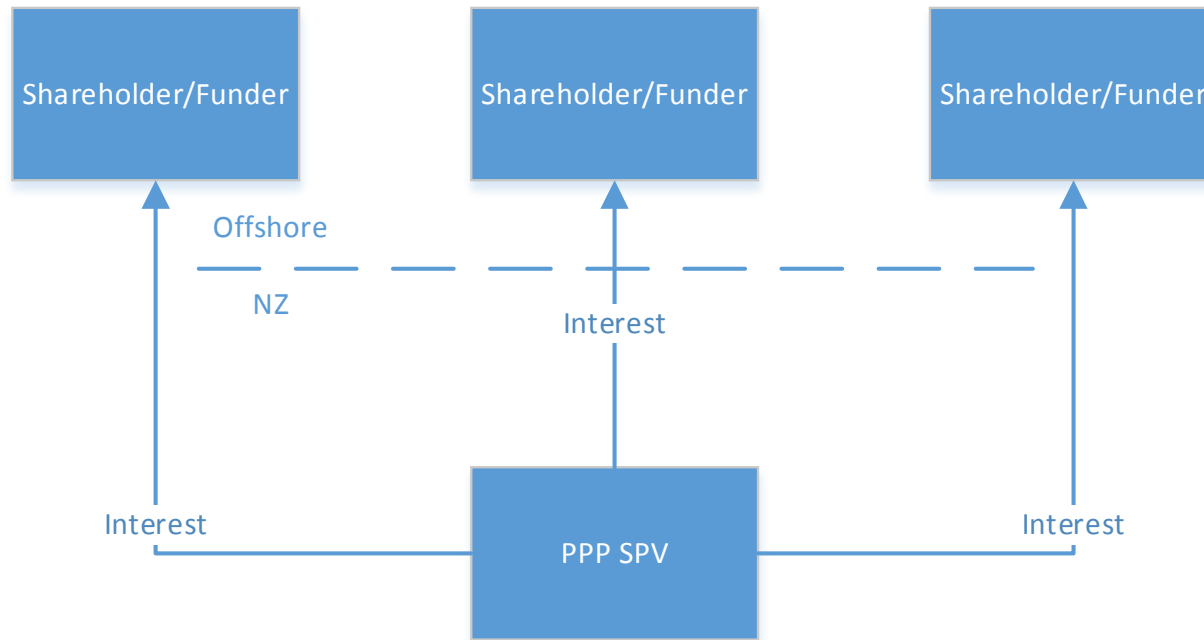 Shareholder/Funder
Shareholder/Funder
Shareholder/Funder
Offshore
NZ
Interest
Interest
Interest
PPP SPV